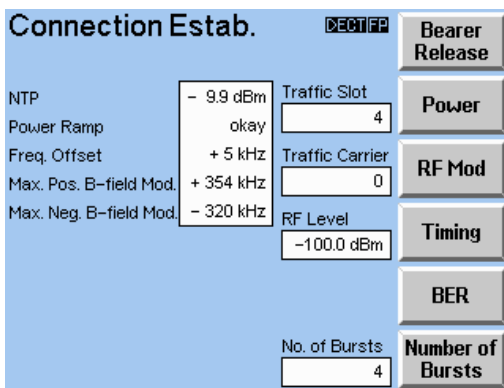 Connection Estab.
DECT FP
NTP
- 9.9 dBm
Power Ramp
okay
Freq. Offset
+ 5 kHz
Max. Pos. B-field Mod.
+ 354 kHz
Max. Neg. B-field Mod.
- 320 kHz
Traffic Slot
4
Traffic Carrier
0
RF Level
-100.0 dBm
No. of Bursts
4
Bearer
Release
Power
RF Mod
Timing
BER
Number of
Bursts